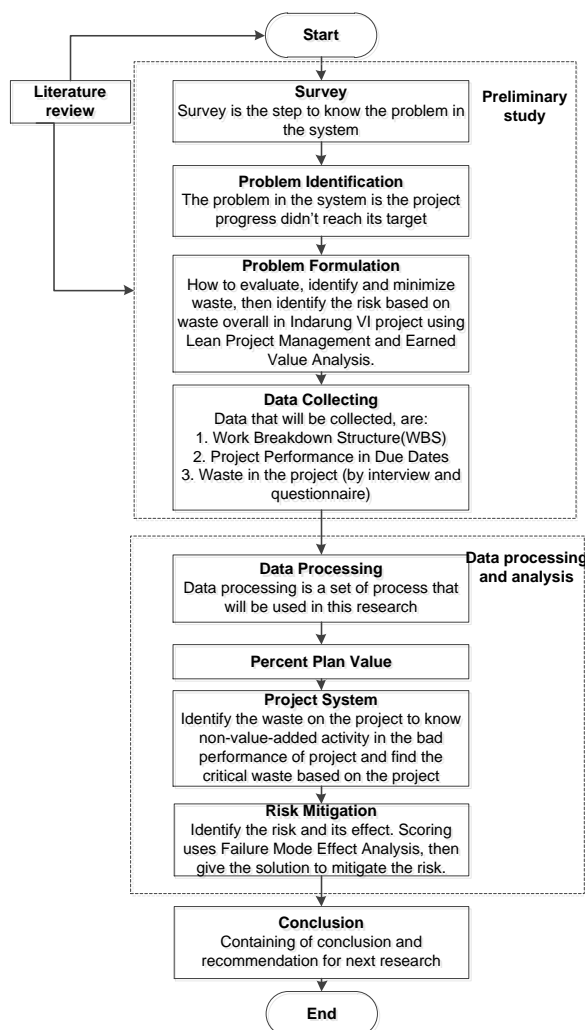 Start
Literature
review
Preliminary
study
Survey
Survey is the step to know the problem in
the system
Problem Identification
The problem in the system is the project
progress didn't reach its target
Problem Formulation
How to evaluate, identify and minimize
waste, then identify the risk based on
waste overall in Indarung VI project using
Lean Project Management and Earned
Value Analysis.
Data Collecting
Data that will be collected, are:
1. Work Breakdown Structure(WBS)
2. Project Performance in Due Dates
3. Waste in the project (by interview and
questionnaire)
Data processing
and analysis
Data Processing
Data processing is a set of process that
will be used in this research
Percent Plan Value
Project System
Identify the waste on the project to know
non-value-added activity in the bad
performance of project and find the
critical waste based on the project
Risk Mitigation
Identify the risk and its effect. Scoring
uses Failure Mode Effect Analysis, then
give the solution to mitigate the risk.
Conclusion
Containing of conclusion and
recommendation for next research
End